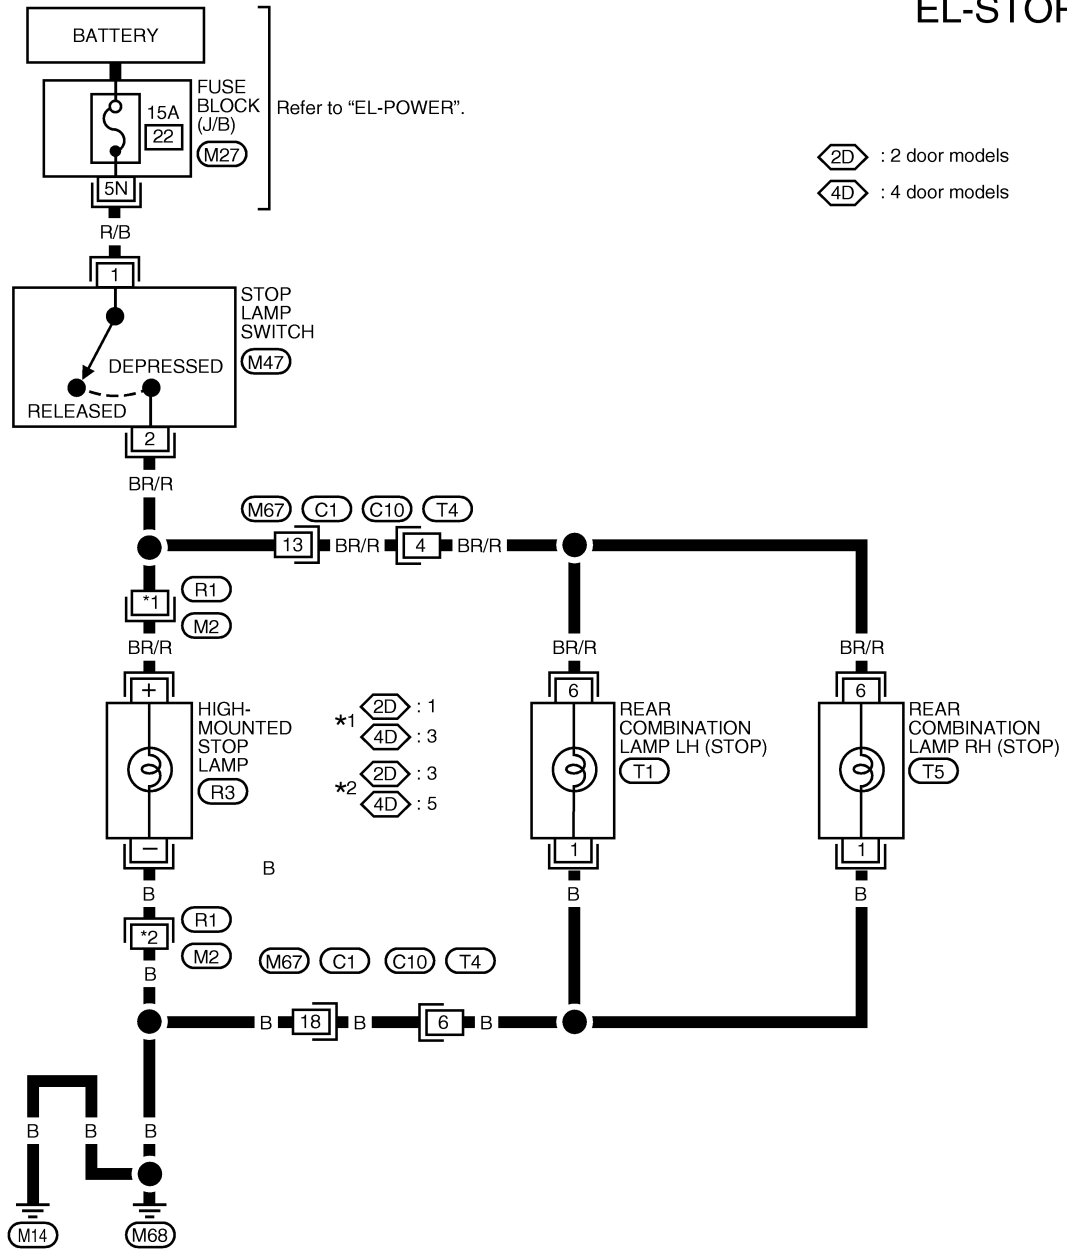 EL-STOP
BATTERY
FUSE
BLOCK
(J/B)
15A
22
M27
Refer to “EL-POWER”.
2D : 2 door models
4D : 4 door models
5N
R/B
1
STOP
LAMP
SWITCH
M47
DEPRESSED
RELEASED
2
BR/R
M67 C1 C10 T4
13 BR/R 4 BR/R
*1
R1
M2
BR/R BR/R BR/R
+ 6 6
HIGH-
MOUNTED
STOP
LAMP
R3
*1 2D : 1
4D : 3
*2 2D : 3
4D : 5
REAR
COMBINATION
LAMP LH (STOP)
T1
REAR
COMBINATION
LAMP RH (STOP)
T5
– 1 1
B
B B B
*2
R1
M2
B
M67 C1 C10 T4
B 18 B 6 B
B B B
M14 M68